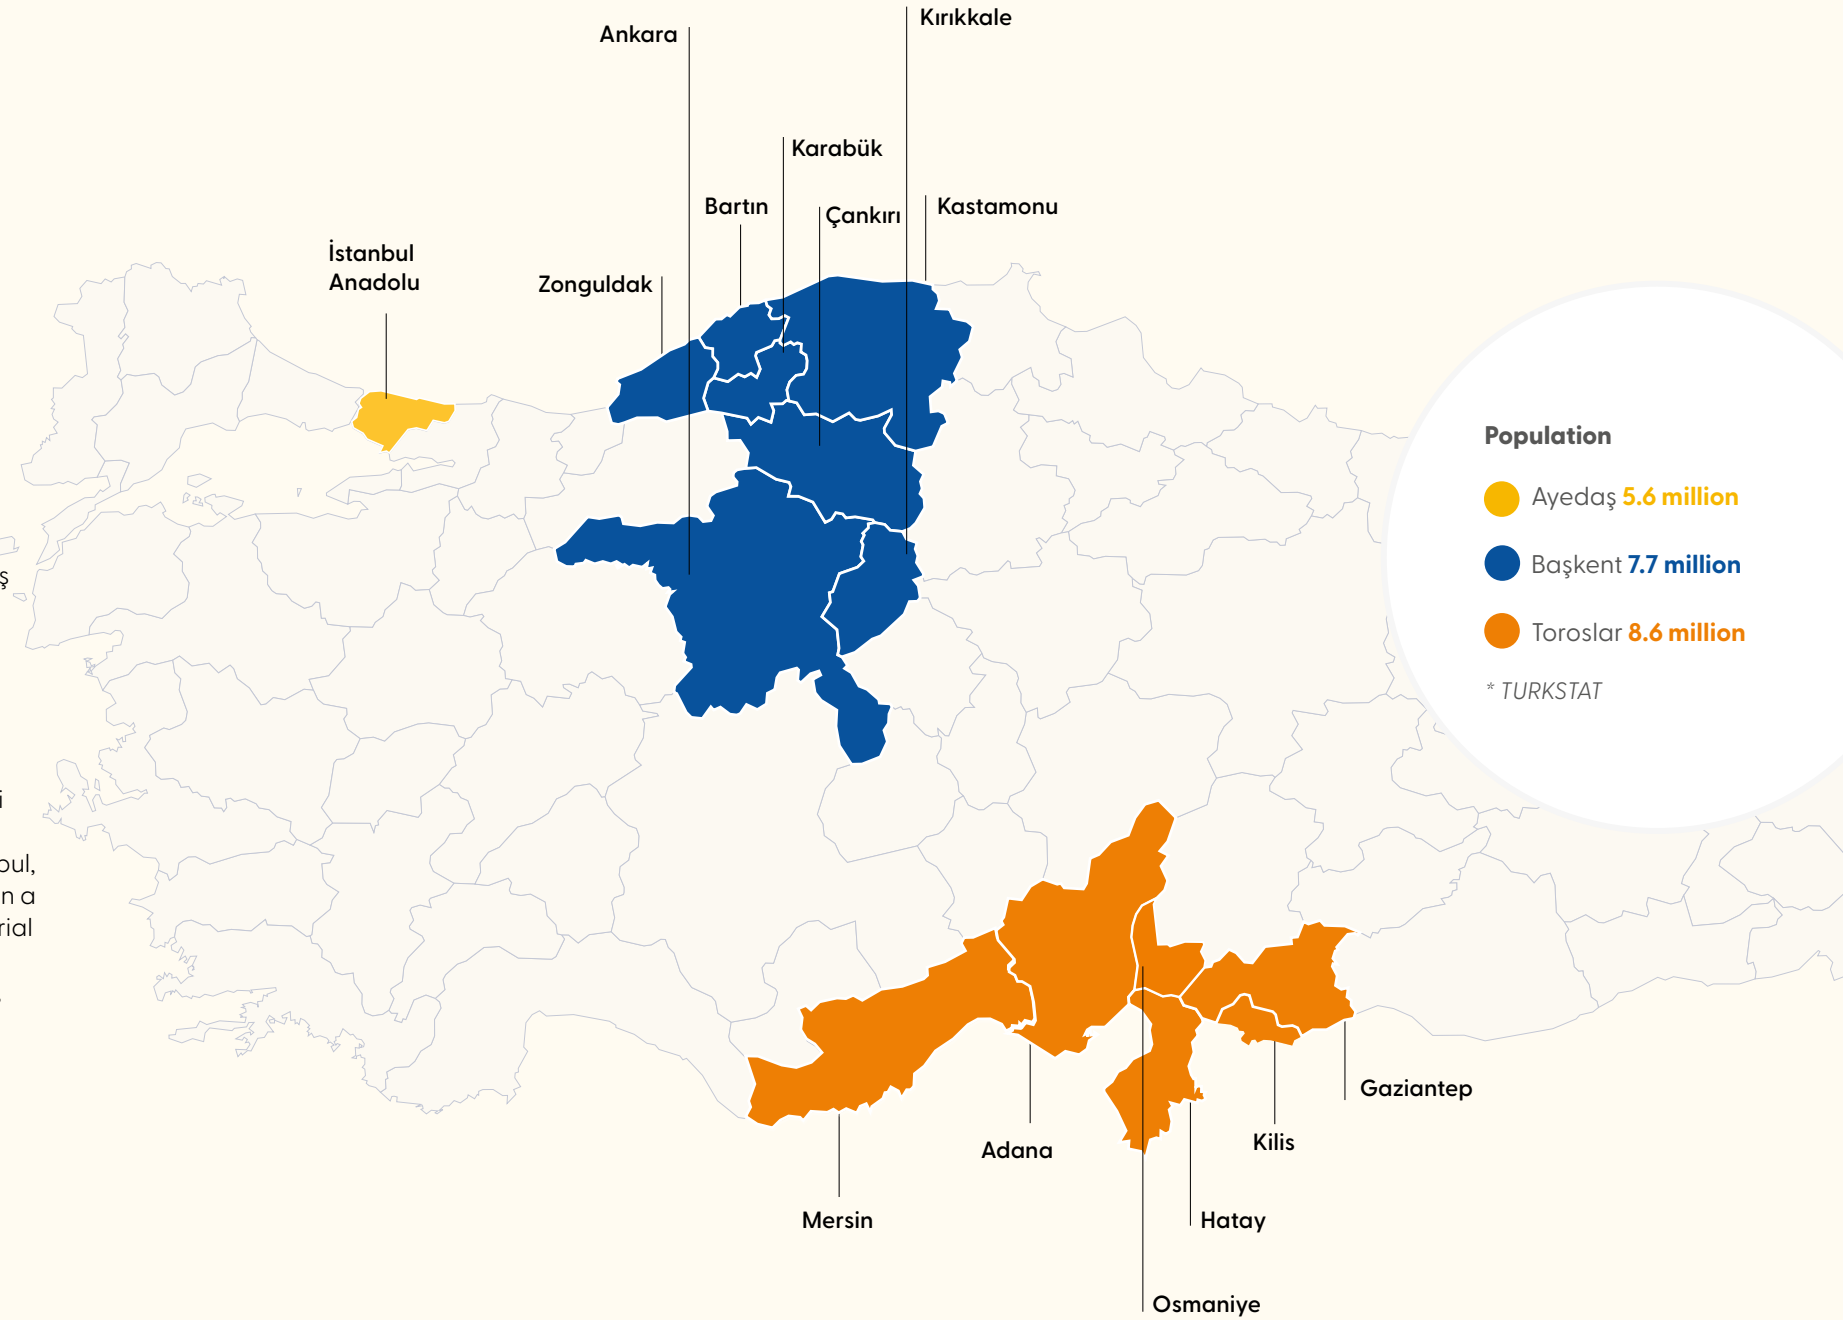 Kırıkkale
Ankara
Karabük
Bartın
Çankırı
Kastamonu
İstanbul
Anadolu
Zonguldak
Population
Ayedaş 5.6 million
Başkent 7.7 million
Toroslar 8.6 million
* TURKSTAT
Gaziantep
Kilis
Adana
Mersin
Hatay
Osmaniye